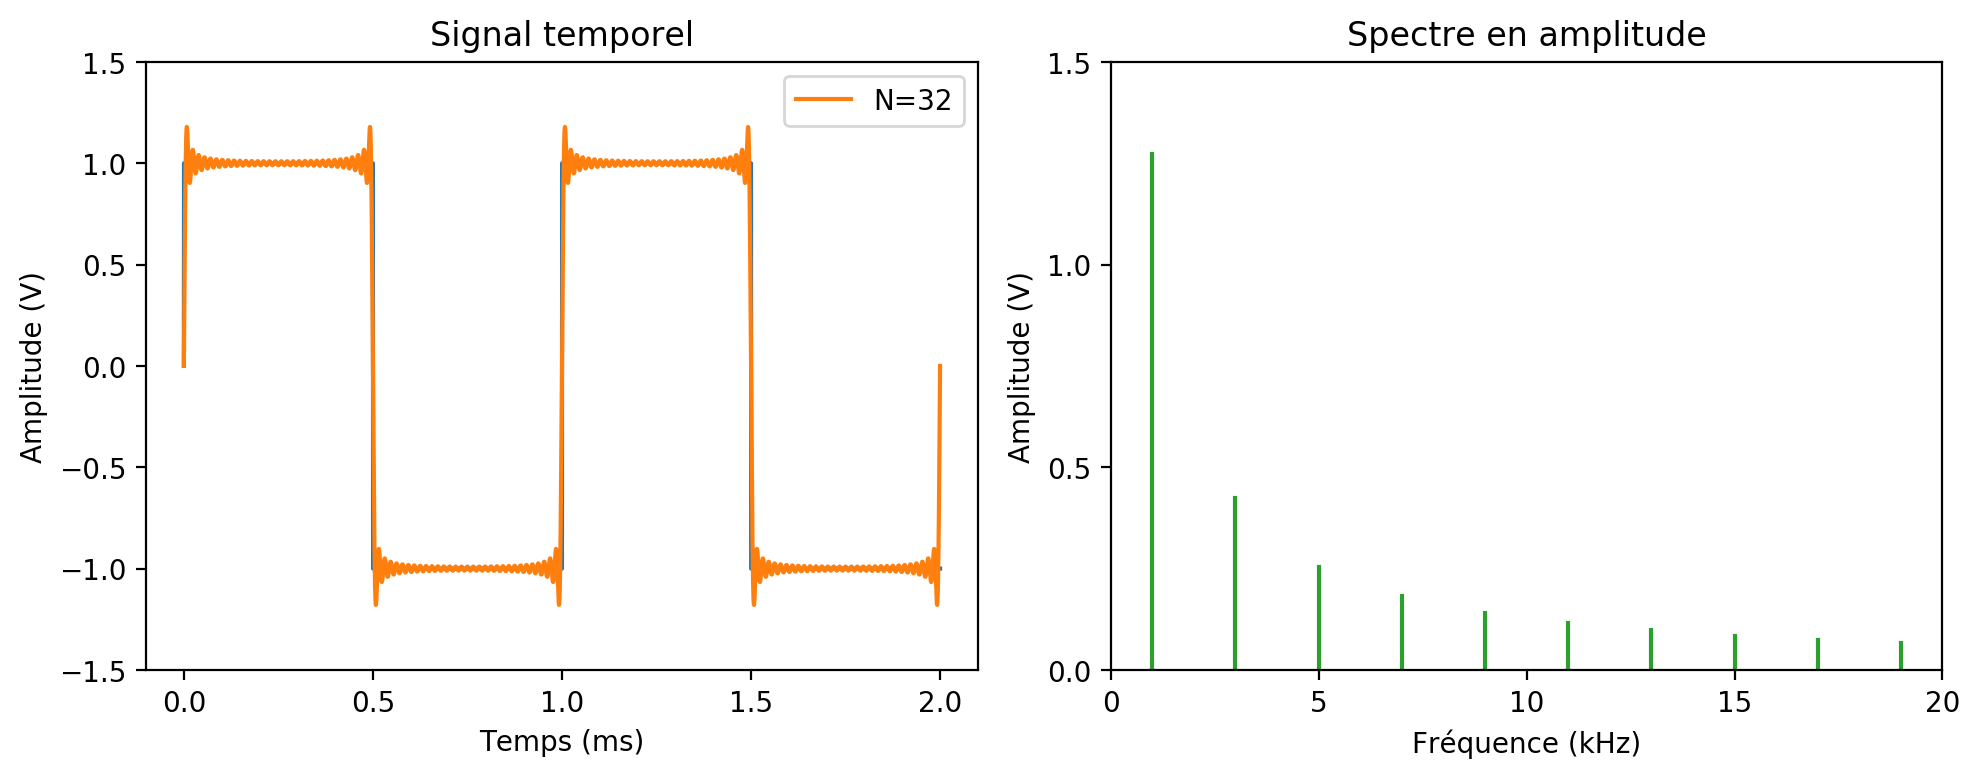 Signal temporel
1.5
1.0
0.5
0.0
−0.5
−1.0
−1.5
Amplitude (V)
N=32
0.0 0.5 1.0 1.5 2.0
Temps (ms)
Spectre en amplitude
1.5
1.0
0.5
0.0
Amplitude (V)
0 5 10 15 20
Fréquence (kHz)